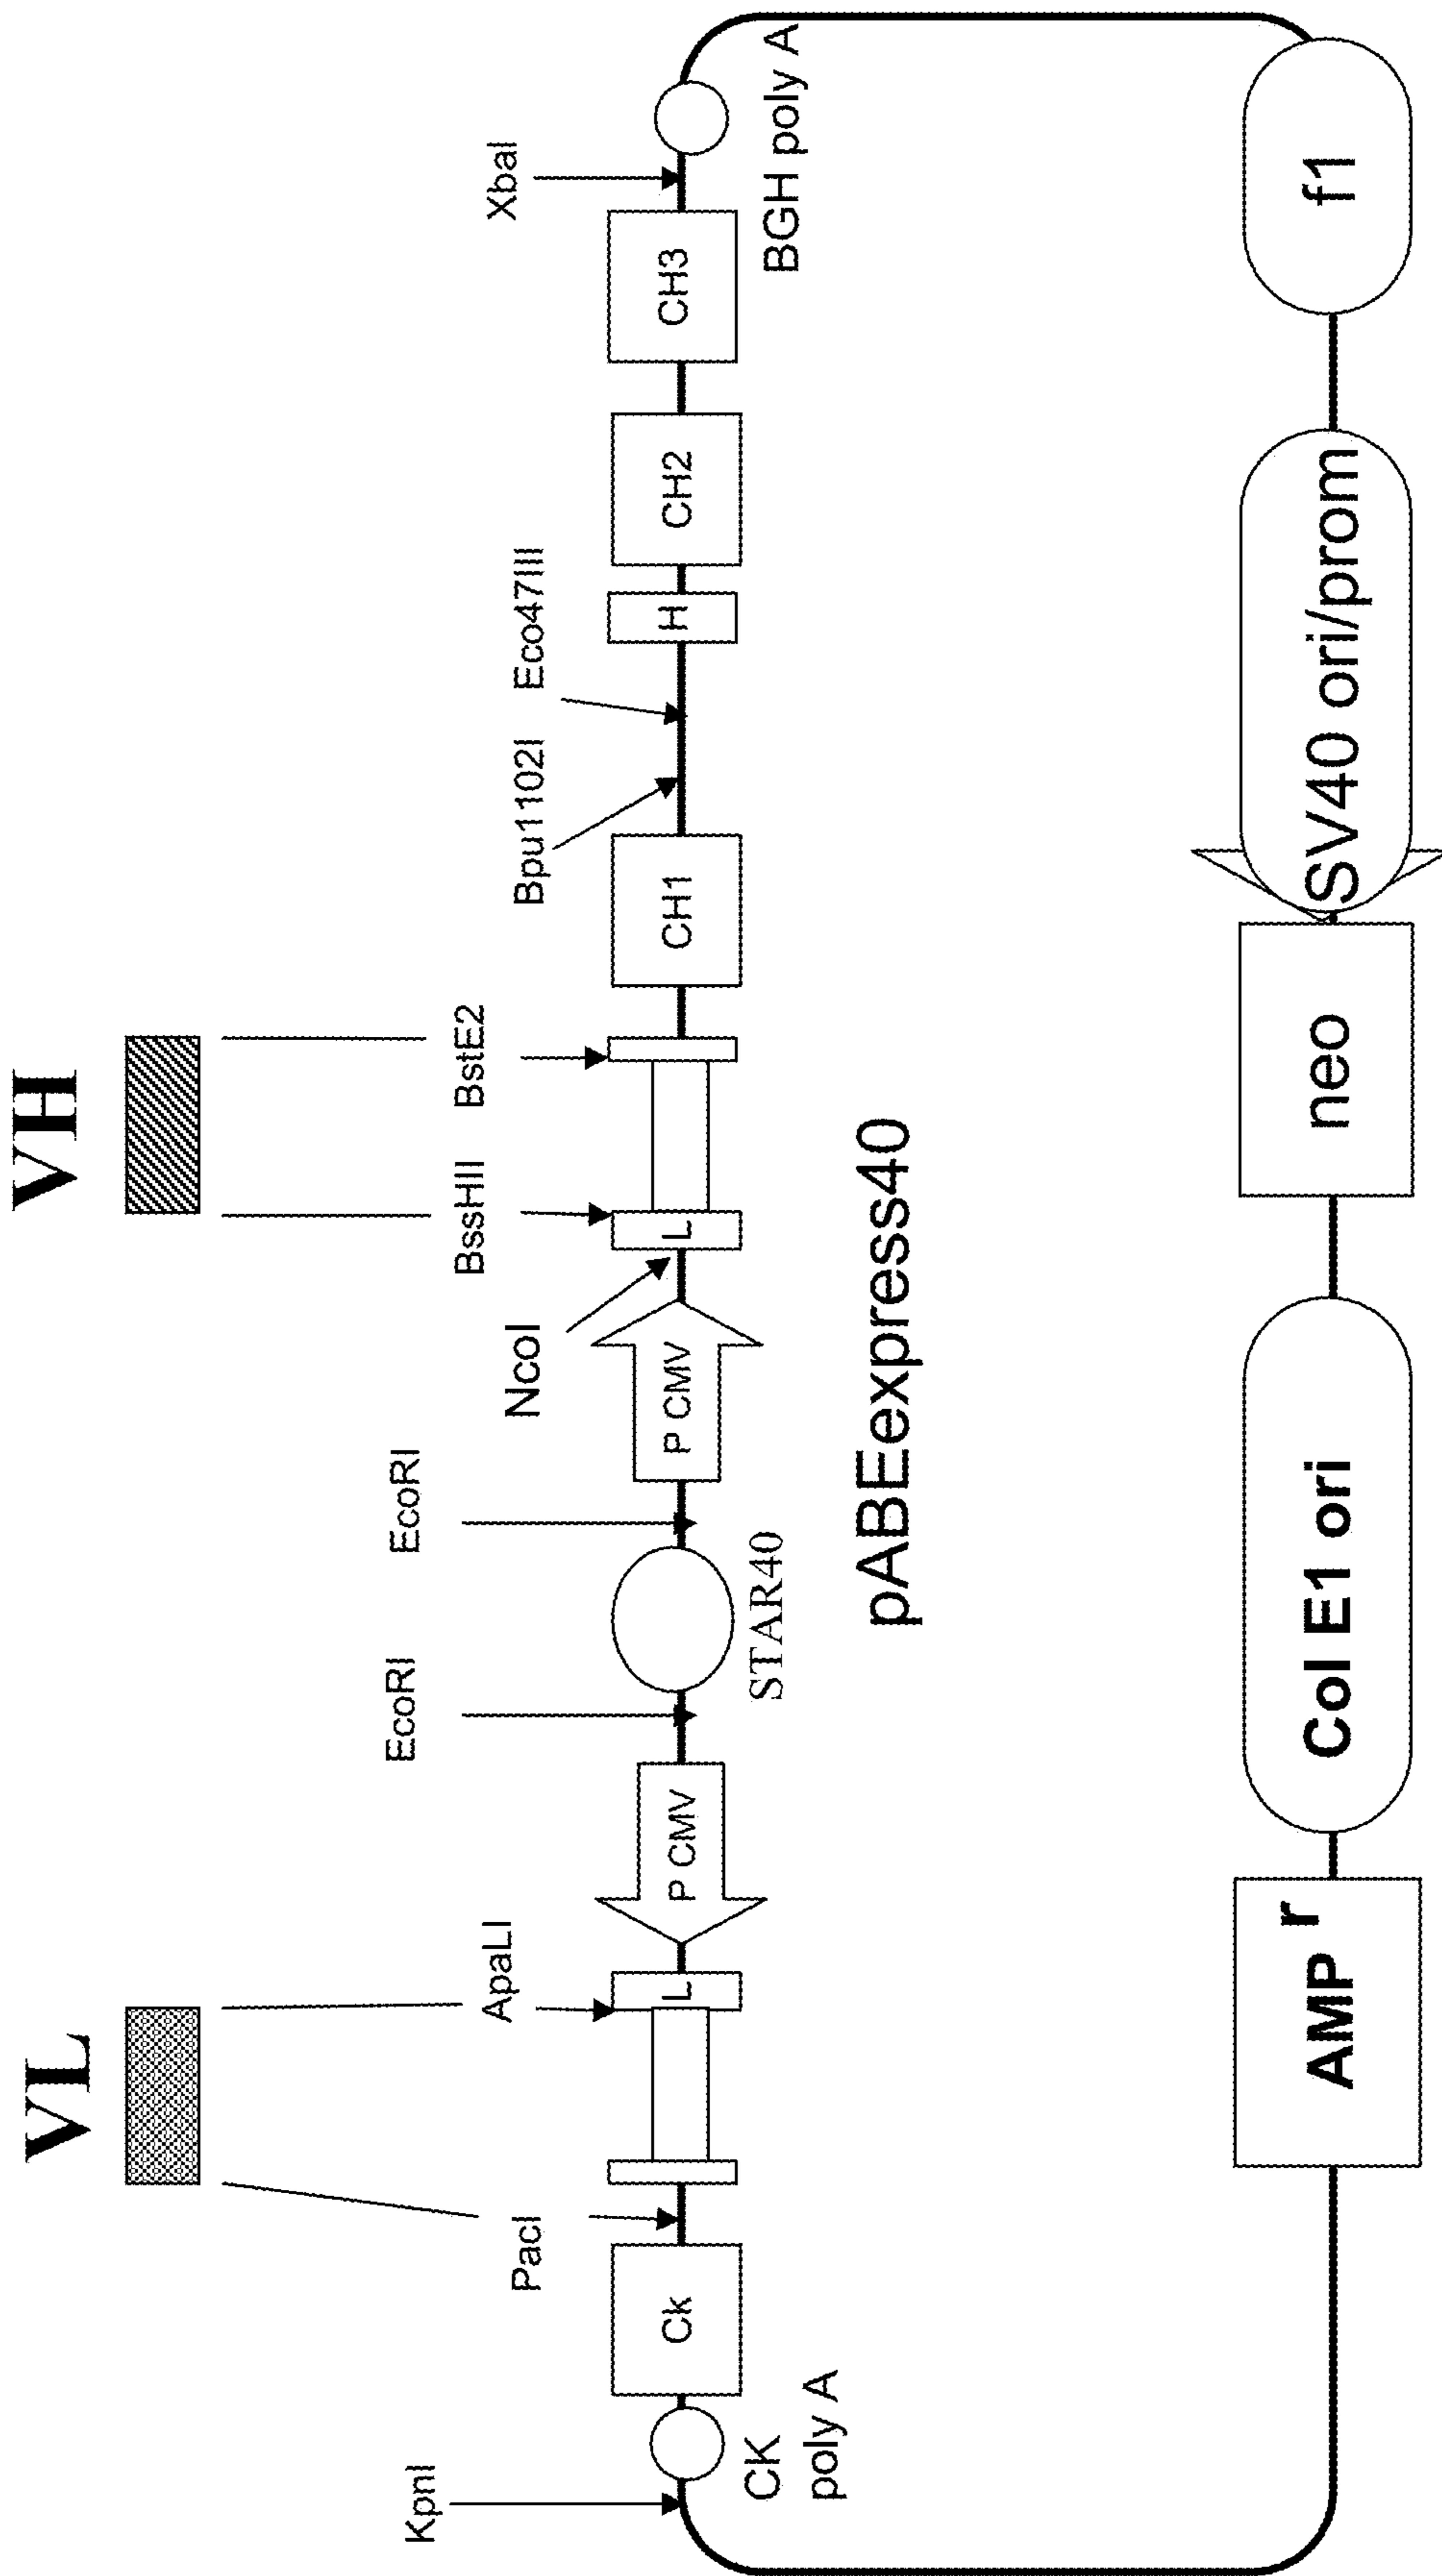 VL
VH
KpnI
PacI
ApaLI
EcoRI
EcoRI
NcoI
BssHII
BstE2
Bpu1102I
Eco47III
XbaI
Ck
L
P CMV
P CMV
L
CH1
H
CH2
CH3
CK
poly A
STAR40
BGH poly A
pABExpress40
AMP r
Col E1 ori
neo
SV40 ori/prom
f1